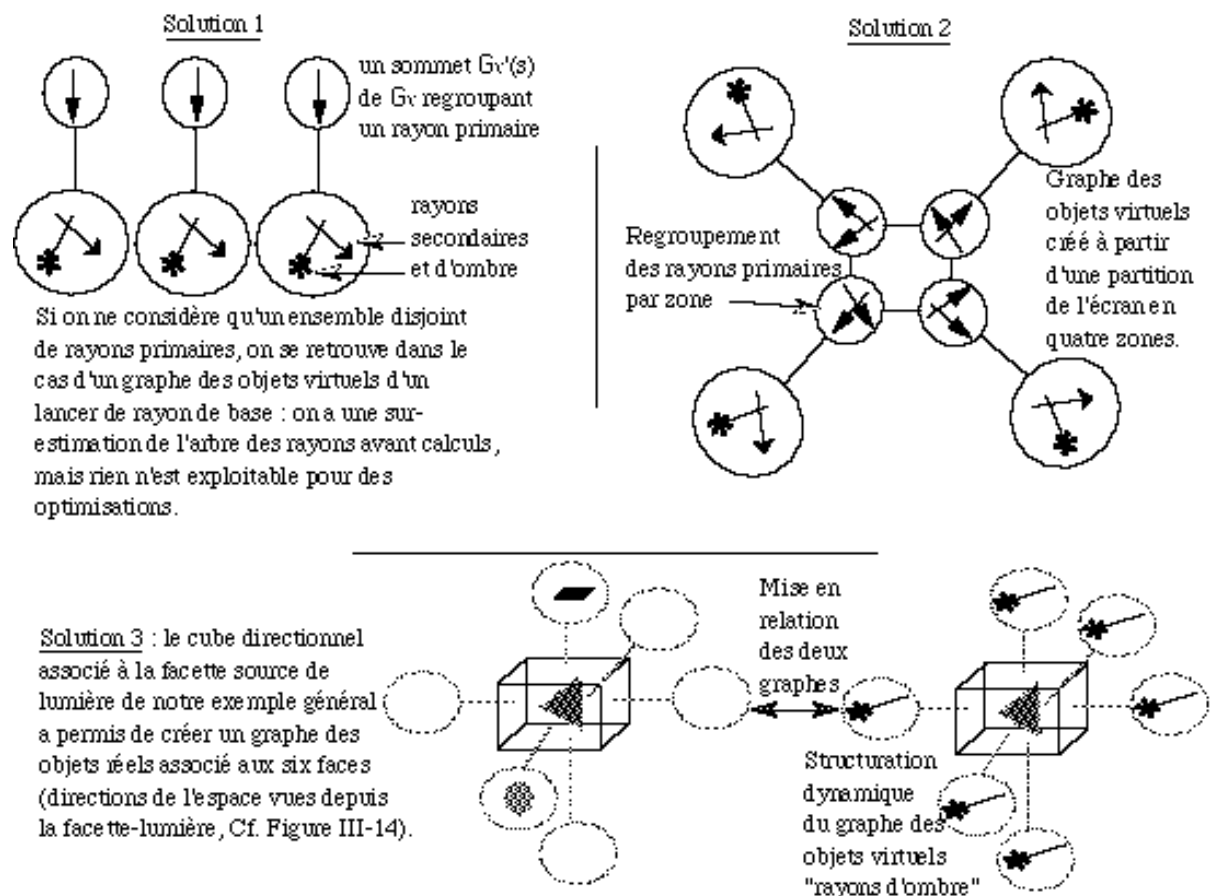 Solution 1
un sommet Gv'(s)
de Gv regroupant
un rayon primaire
rayons
secondaires
et d'ombre
Si on ne considère qu'un ensemble disjoint
de rayons primaires, on se retrouve dans le
cas d'un graphe des objets virtuels d'un
lancer de rayon de base : on a une sur-
estimation de l'arbre des rayons avant calculs,
mais rien n'est exploitable pour des
optimisations.
Solution 2
Regroupement
des rayons primaires
par zone
Graphe des
objets virtuels
créé à partir
d'une partition
de l'écran en
quatre zones.
Solution 3 : le cube directionnel
associé à la facette source de
lumière de notre exemple général
a permis de créer un graphe des
objets réels associé aux six faces
(directions de l'espace vues depuis
la facette-lumière, Cf. Figure III-14).
Mise en
relation
des deux
graphes
Structuration
dynamique
du graphe des
objets virtuels
"rayons d'ombre"